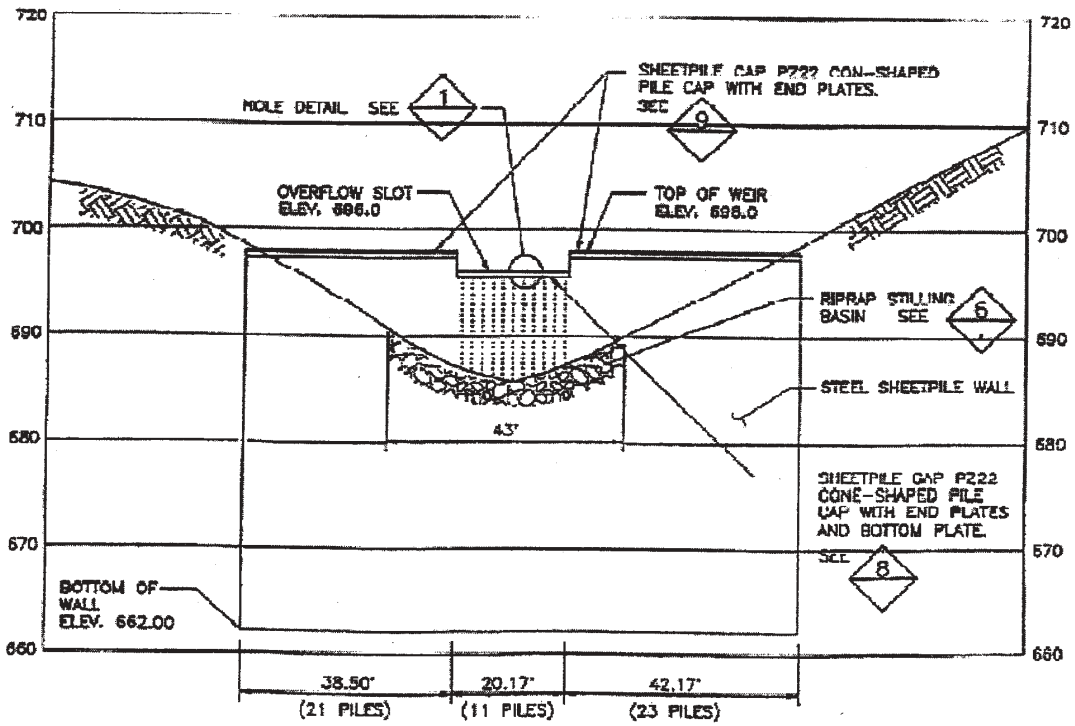 720
720
SHEETPILE CAP PZ22 CON-SHAPED
PILE CAP WITH END PLATES.
SEE
9
HOLE DETAIL SEE
1
710
710
OVERFLOW SLOT
ELEV. 696.0
TOP OF WEIR
ELEV. 698.0
700
700
RIPRAP STILLING
BASIN SEE
6
690
690
STEEL SHEETPILE WALL
43'
680
680
SHEETPILE CAP PZ22
CONE-SHAPED PILE
CAP WITH END PLATES
AND BOTTOM PLATE.
SEE
8
670
670
BOTTOM OF
WALL
ELEV. 662.00
660
660
38.50'
20.17'
42.17'
(21 PILES)
(11 PILES)
(23 PILES)